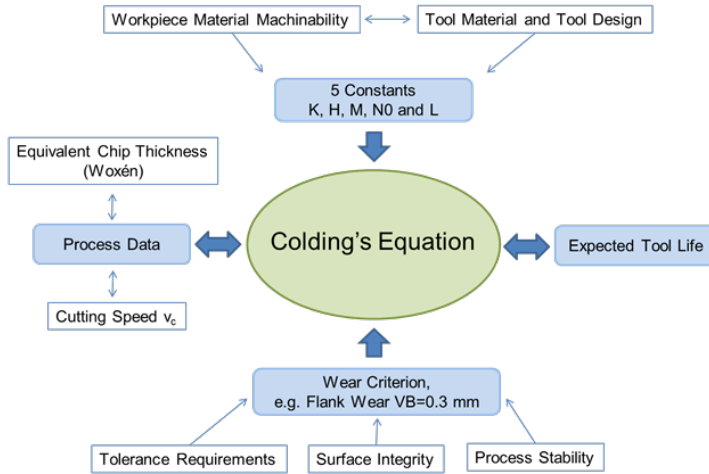 Workpiece Material Machinability
Tool Material and Tool Design
5 Constants
K, H, M, N0 and L
Equivalent Chip Thickness
(Woxén)
Process Data
Colding's Equation
Expected Tool Life
Cutting Speed vc
Wear Criterion,
e.g. Flank Wear VB=0.3 mm
Tolerance Requirements
Surface Integrity
Process Stability